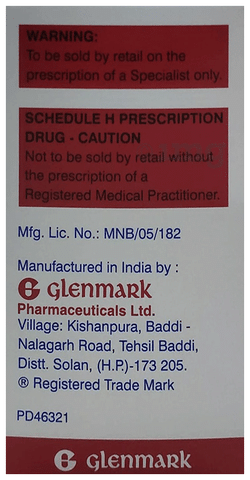 WARNING:
To be sold by retail on the
prescription of a Specialist only.
SCHEDULE H PRESCRIPTION
DRUG - CAUTION
Not to be sold by retail without
the prescription of a
Registered Medical Practitioner.
Mfg. Lic. No.: MNB/05/182
Manufactured in India by :
glenmark
Pharmaceuticals Ltd.
Village: Kishanpura, Baddi -
Nalagarh Road, Tehsil Baddi,
Distt. Solan, (H.P.)-173 205.
® Registered Trade Mark
PD46321
glenmark